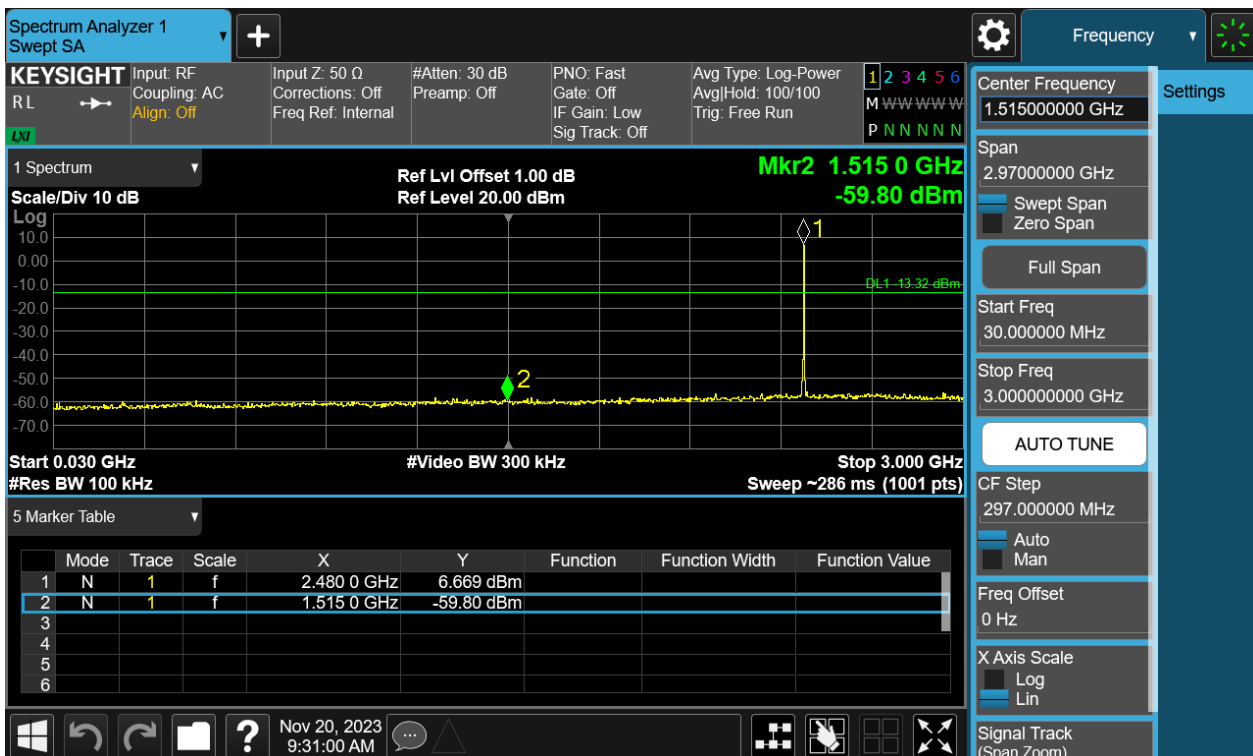 Spectrum Analyzer 1
Swept SA
Frequency
KEYSIGHT
R L
LXI
Input: RF
Coupling: AC
Align: Off
Input Z: 50 Ω
Corrections: Off
Freq Ref: Internal
#Atten: 30 dB
Preamp: Off
PNO: Fast
Gate: Off
IF Gain: Low
Sig Track: Off
Avg Type: Log-Power
Avg|Hold: 100/100
Trig: Free Run
1 2 3 4 5 6
M W W W W W
P N N N N N
1 Spectrum
Scale/Div 10 dB
Ref Lvl Offset 1.00 dB
Ref Level 20.00 dBm
Mkr2 1.515 0 GHz
-59.80 dBm
Log
10.0
0.00
-10.0
-20.0
-30.0
-40.0
-50.0
-60.0
-70.0
1
DL1 -13.32 dBm
2
Start 0.030 GHz
#Video BW 300 kHz
Stop 3.000 GHz
#Res BW 100 kHz
Sweep ~286 ms (1001 pts)
5 Marker Table
Mode Trace Scale X Y Function Function Width Function Value
1 N 1 f 2.480 0 GHz 6.669 dBm
2 N 1 f 1.515 0 GHz -59.80 dBm
3
4
5
6
Center Frequency
1.515000000 GHz
Span
2.97000000 GHz
Swept Span
Zero Span
Full Span
Start Freq
30.000000 MHz
Stop Freq
3.000000000 GHz
AUTO TUNE
CF Step
297.000000 MHz
Auto
Man
Freq Offset
0 Hz
X Axis Scale
Log
Lin
Signal Track
(Span Zoom)
Settings
?
Nov 20, 2023
9:31:00 AM